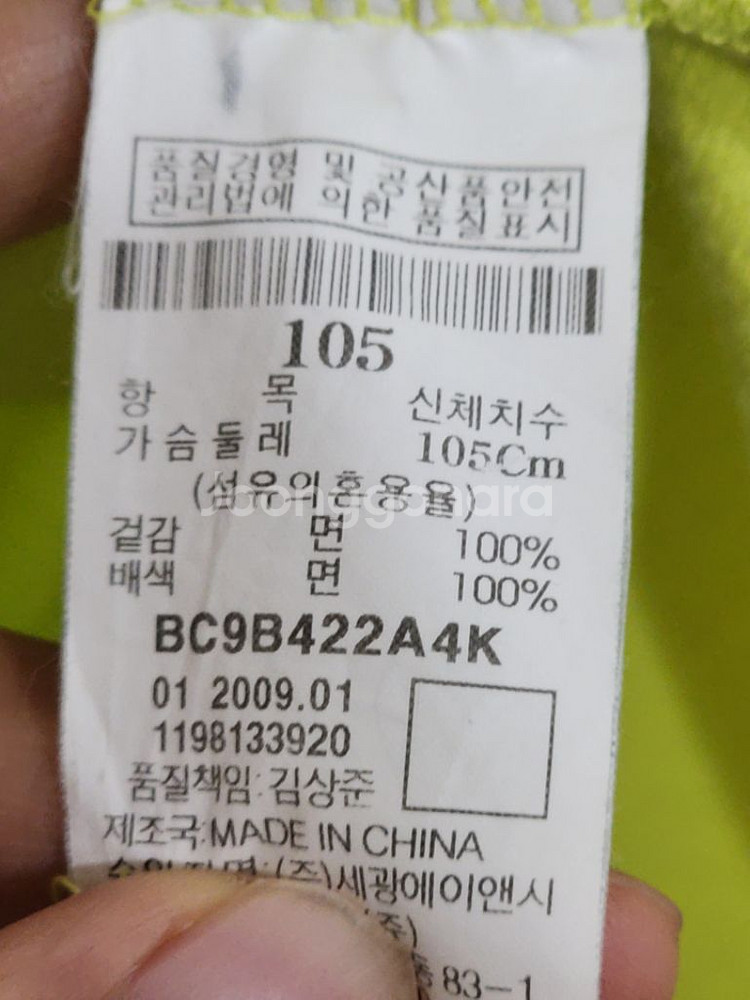 품질경영 및 공산품안전
관리법에 의한 품질표시
105
항 목 신체치수
가슴둘레 105Cm
(섬유의혼용율)
joonggonara
겉감 면 100%
배색 면 100%
BC9B422A4K
01 2009.01
1198133920
품질책임:김상준
제조국:MADE IN CHINA
(주)세광에이앤시
(주)
83-1